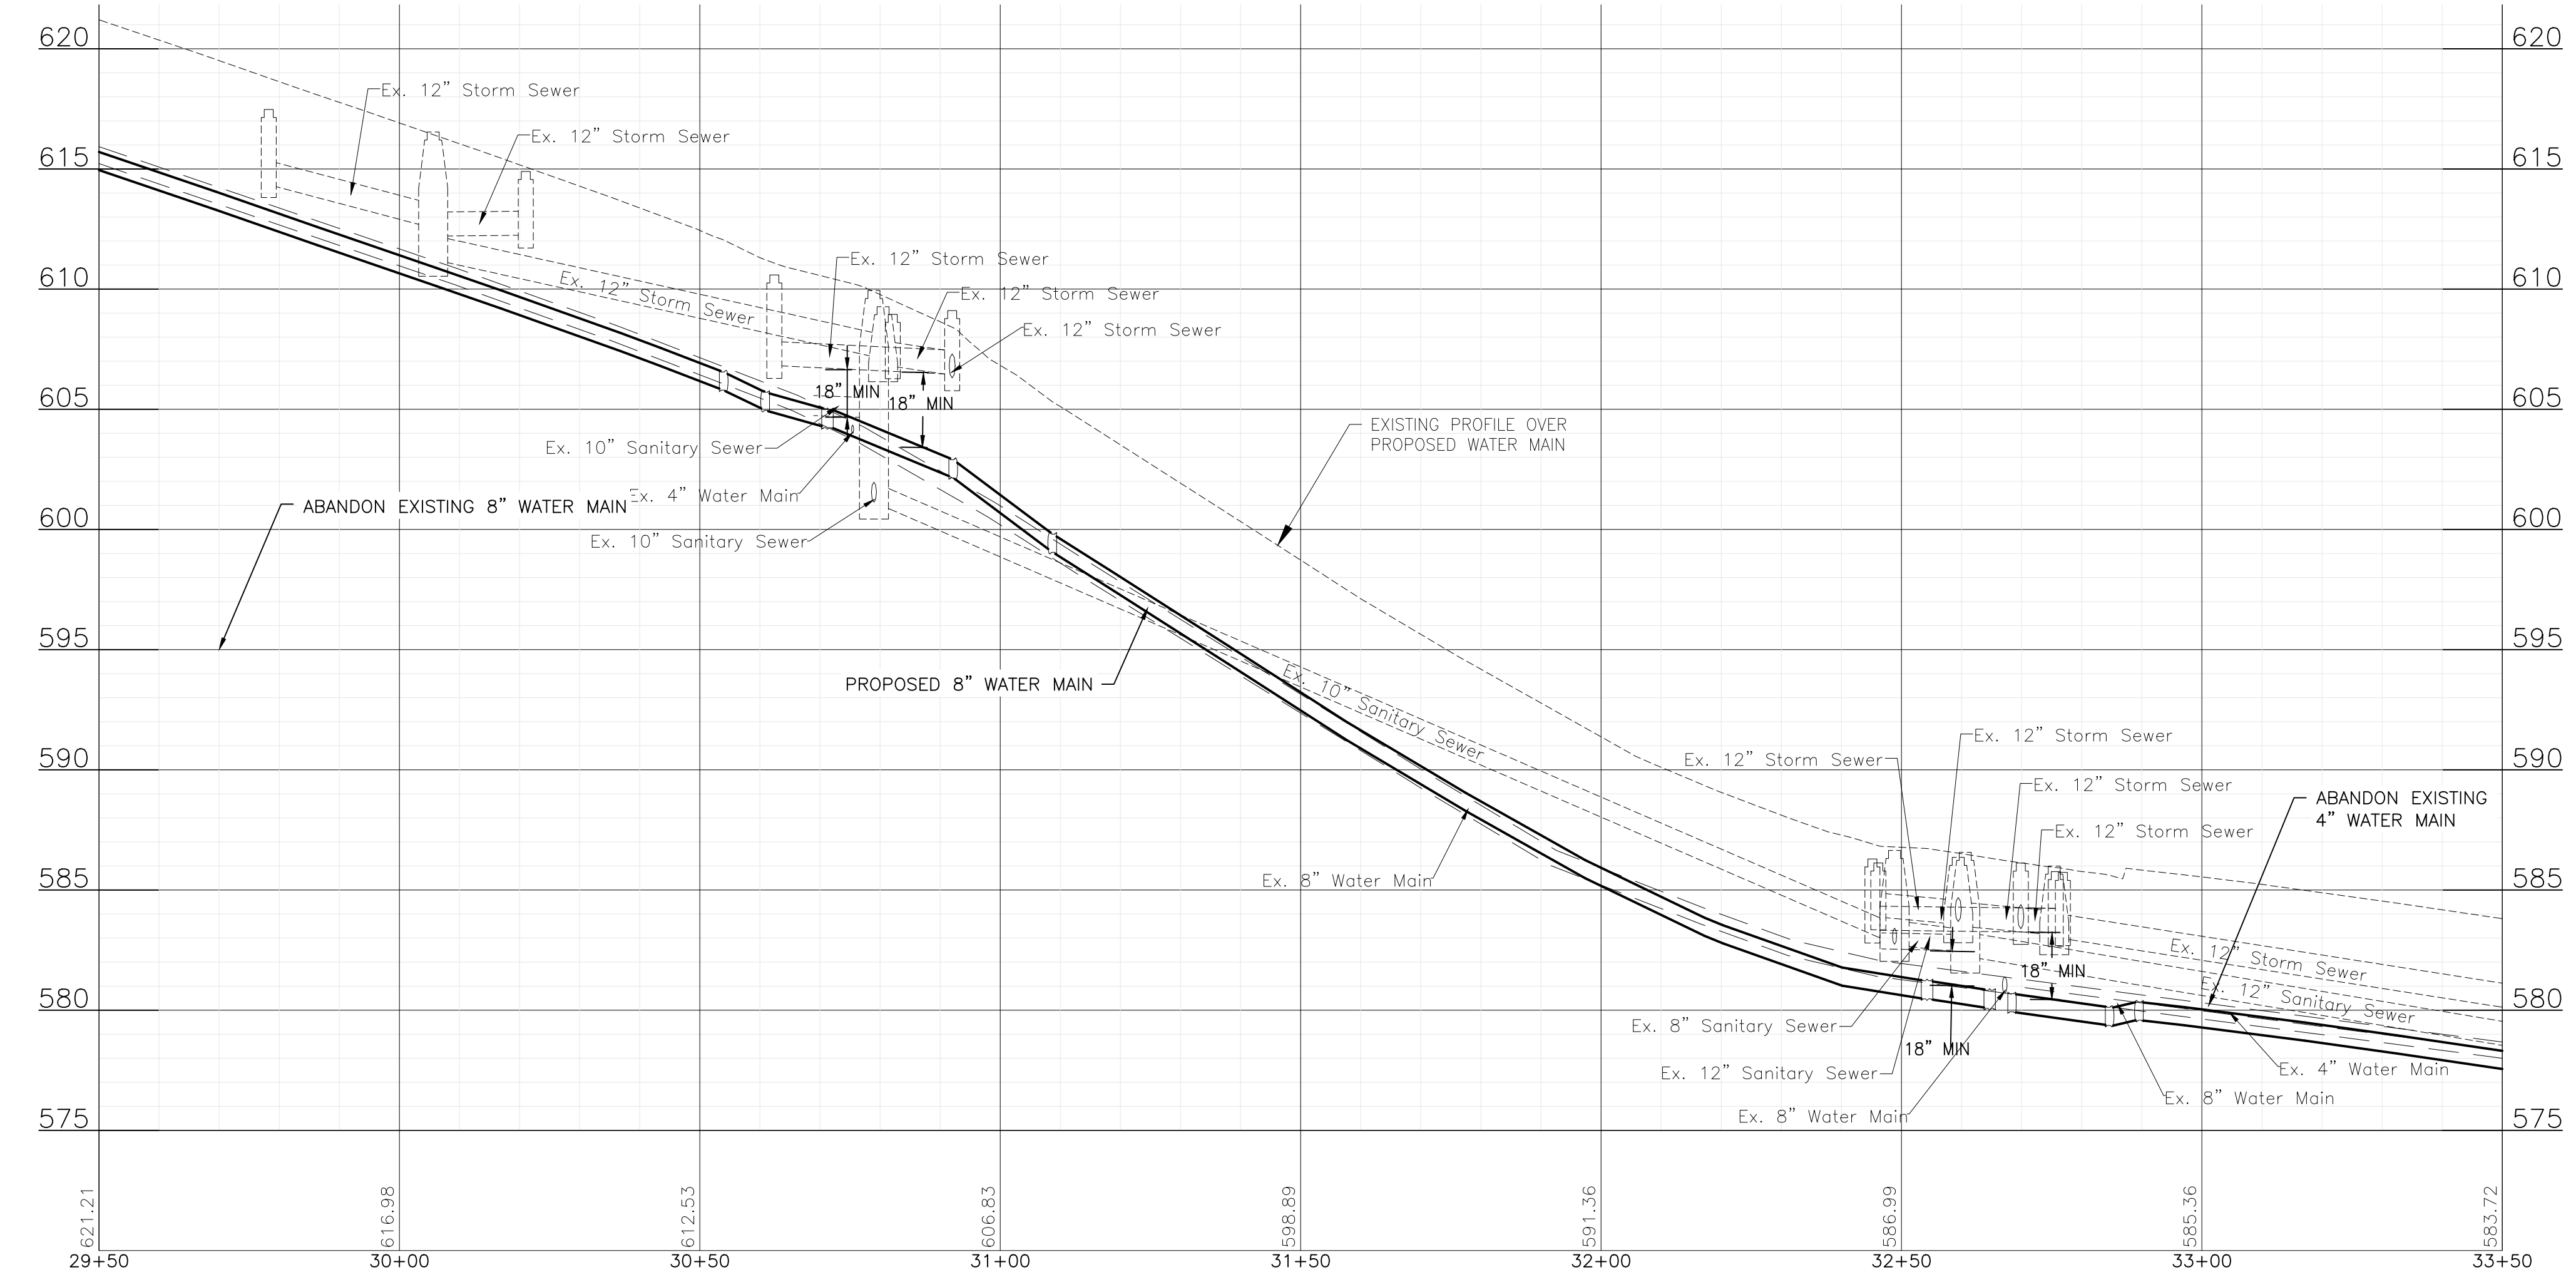 620
620
Ex. 12” Storm Sewer
Ex. 12” Storm Sewer
615
615
Ex. 12” Storm Sewer
610
Ex. 12” Storm Sewer
Ex. 12” Storm Sewer
610
Ex. 12” Storm Sewer
18” MIN
18” MIN
605
605
EXISTING PROFILE OVER
PROPOSED WATER MAIN
Ex. 10” Sanitary Sewer
Ex. 4” Water Main
ABANDON EXISTING 8” WATER MAIN
600
600
Ex. 10” Sanitary Sewer
595
595
PROPOSED 8” WATER MAIN
Ex. 10” Sanitary Sewer
Ex. 12” Storm Sewer
Ex. 12” Storm Sewer
590
590
Ex. 12” Storm Sewer
ABANDON EXISTING
4” WATER MAIN
Ex. 12” Storm Sewer
Ex. 8” Water Main
585
585
Ex. 12” Storm Sewer
18” MIN
Ex. 12” Sanitary Sewer
580
580
Ex. 8” Sanitary Sewer
18” MIN
Ex. 12” Sanitary Sewer
Ex. 4” Water Main
Ex. 8” Water Main
Ex. 8” Water Main
575
575
621.21
616.98
612.53
606.83
598.89
591.36
586.99
585.36
583.72
29+50
30+00
30+50
31+00
31+50
32+00
32+50
33+00
33+50